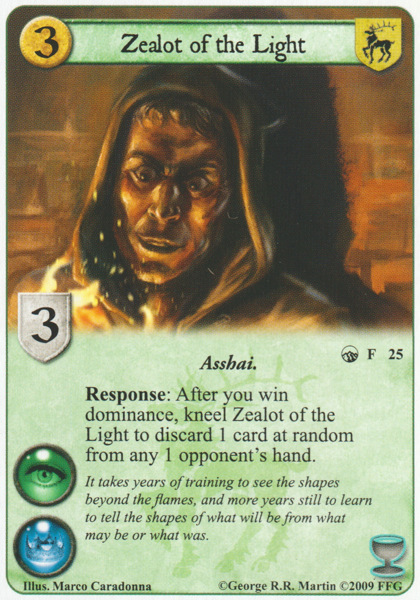 3
Zealot of the Light
3
Asshai.
F 25
Response: After you win
dominance, kneel Zealot of the
Light to discard 1 card at random
from any 1 opponent's hand.
It takes years of training to see the shapes
beyond the flames, and more years still to learn
to tell the shapes of what will be from what
may be or what was.
Illus. Marco Caradonna
©George R.R. Martin ©2009 FFG